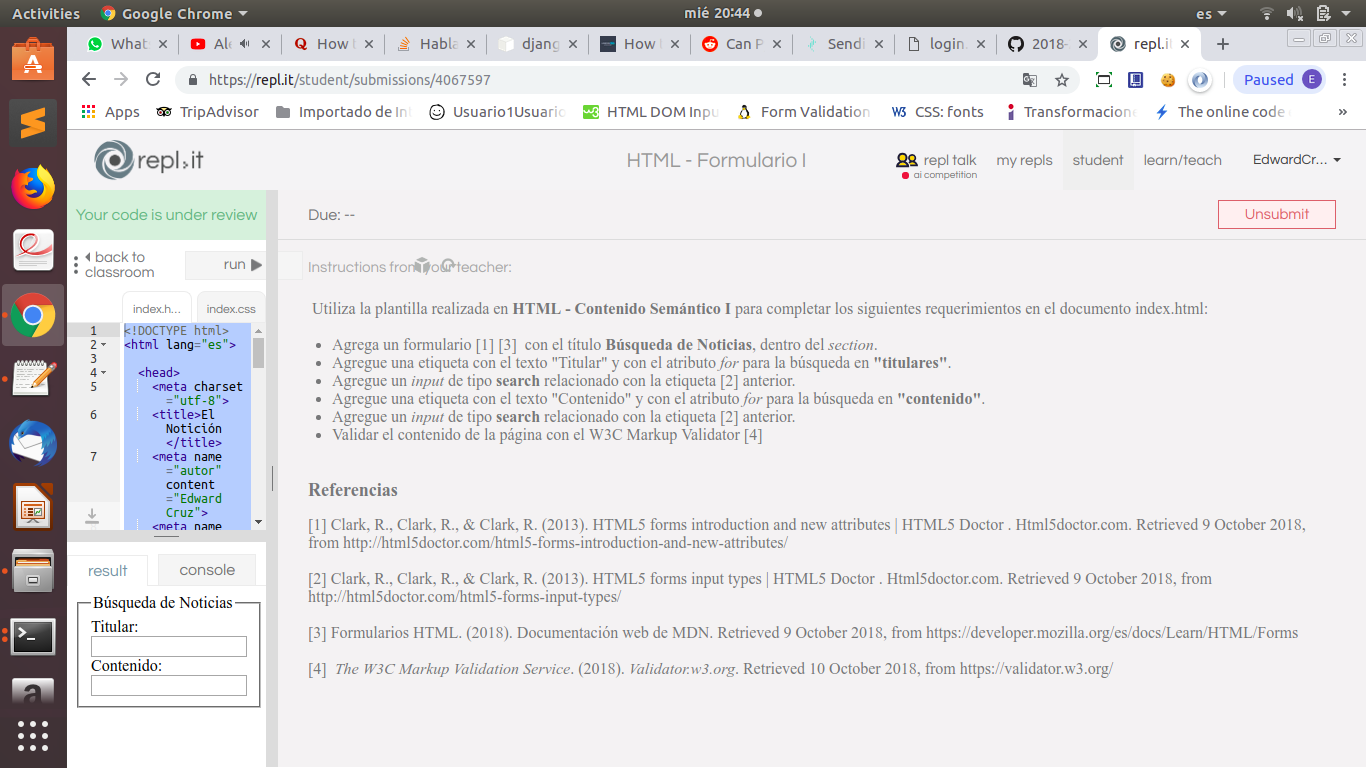 Activities
Google Chrome
mié 20:44
es
Whats
Ale
How t
Habla
djang
How
Can P
Sendi
login.
2018-
repl.i
https://repl.it/student/submissions/4067597
Paused
E
Apps
TripAdvisor
Importado de Int
Usuario1Usuario
HTML DOM Inpu
Form Validation
CSS: fonts
Transformacione
The online code
»
repl.it
HTML - Formulario I
repl talk
ai competition
my repls
student
learn/teach
EdwardCr...
Your code is under review
Due: --
Unsubmit
back to
classroom
run
Instructions from your teacher:
index.h...
index.css
1 <!DOCTYPE html>
2 <html lang="es">
3
4 <head>
5 <meta charset
="utf-8">
6 <title>El
Notición
</title>
7 <meta name
="autor"
content
="Edward
Cruz">
<meta name
Utiliza la plantilla realizada en HTML - Contenido Semántico I para completar los siguientes requerimientos en el documento index.html:
• Agrega un formulario [1] [3] con el título Búsqueda de Noticias, dentro del section.
• Agregue una etiqueta con el texto "Titular" y con el atributo for para la búsqueda en "titulares".
• Agregue un input de tipo search relacionado con la etiqueta [2] anterior.
• Agregue una etiqueta con el texto "Contenido" y con el atributo for para la búsqueda en "contenido".
• Agregue un input de tipo search relacionado con la etiqueta [2] anterior.
• Validar el contenido de la página con el W3C Markup Validator [4]
Referencias
[1] Clark, R., Clark, R., & Clark, R. (2013). HTML5 forms introduction and new attributes | HTML5 Doctor . Html5doctor.com. Retrieved 9 October 2018,
from http://html5doctor.com/html5-forms-introduction-and-new-attributes/
[2] Clark, R., Clark, R., & Clark, R. (2013). HTML5 forms input types | HTML5 Doctor . Html5doctor.com. Retrieved 9 October 2018, from
http://html5doctor.com/html5-forms-input-types/
[3] Formularios HTML. (2018). Documentación web de MDN. Retrieved 9 October 2018, from https://developer.mozilla.org/es/docs/Learn/HTML/Forms
[4] The W3C Markup Validation Service. (2018). Validator.w3.org. Retrieved 10 October 2018, from https://validator.w3.org/
result
console
Búsqueda de Noticias
Titular:
Contenido: